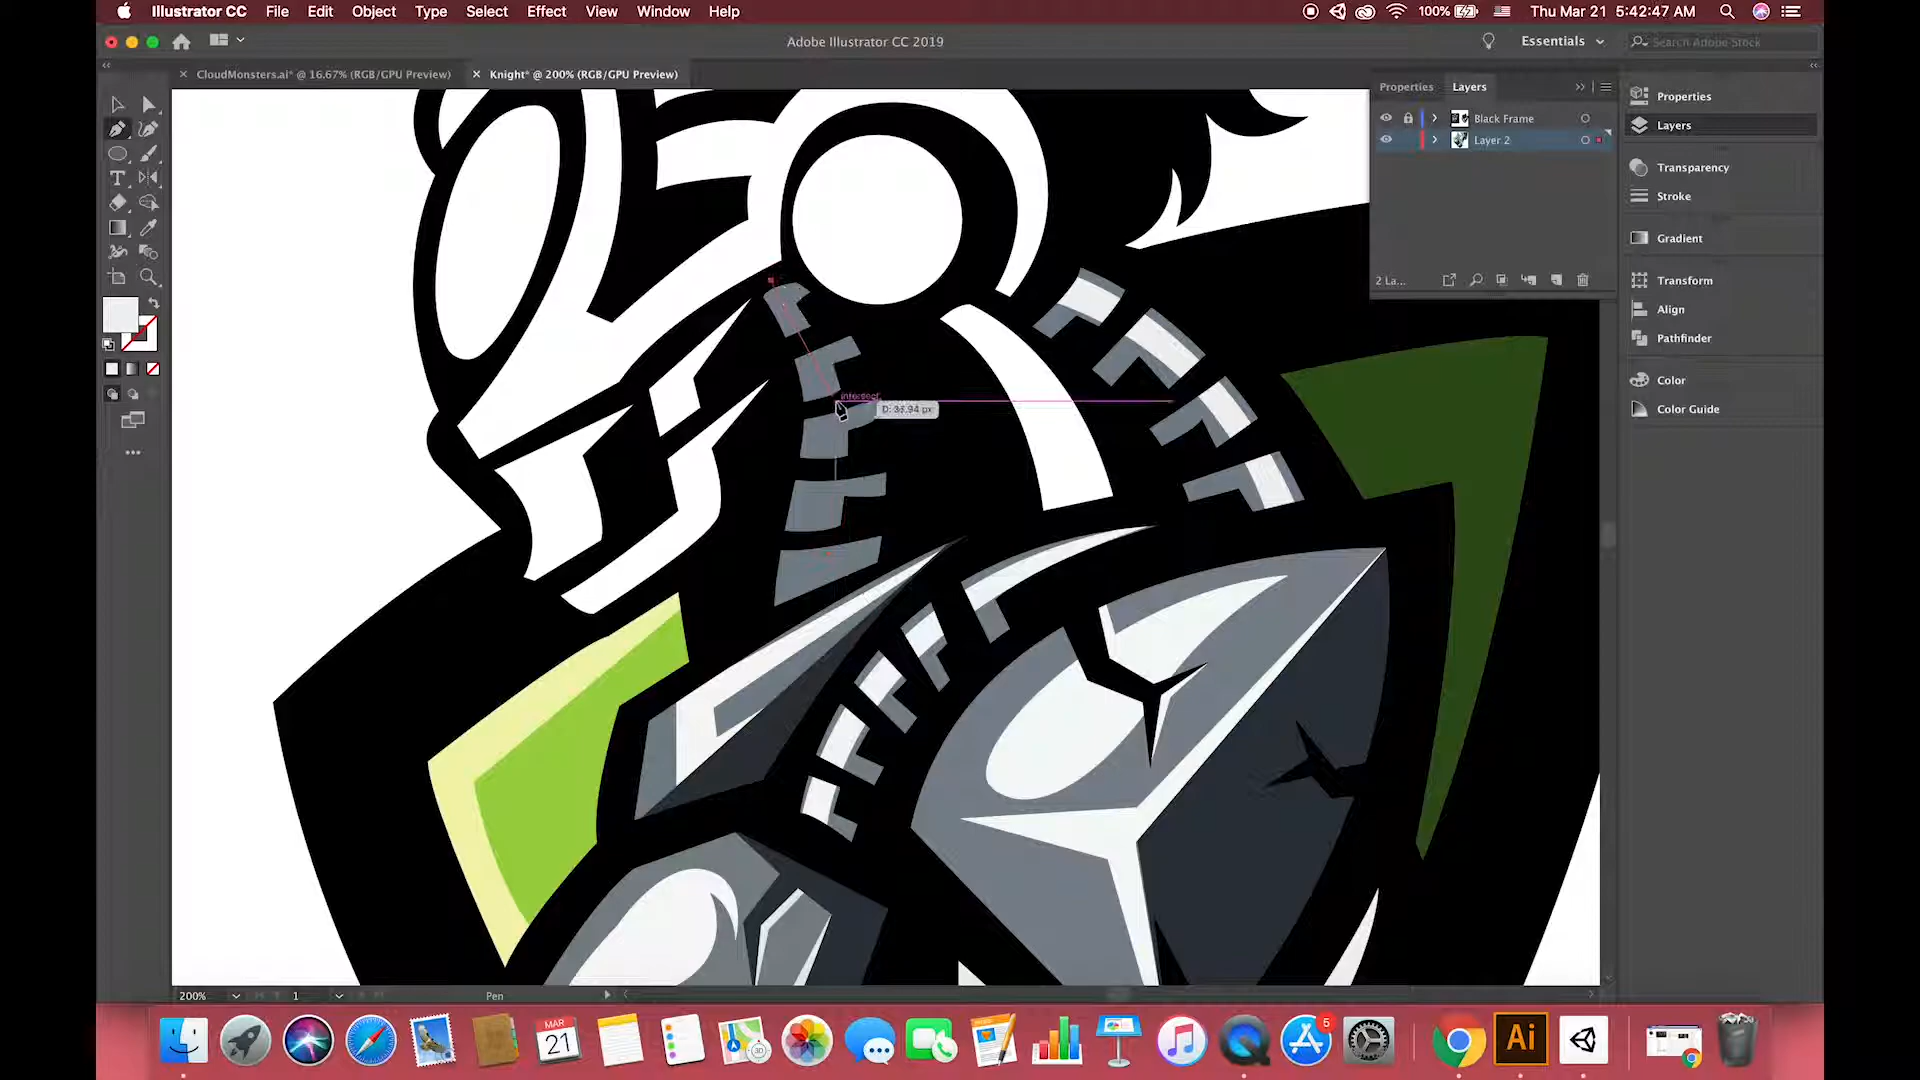 Illustrator CC File Edit Object Type Select Effect View Window Help 100% Thu Mar 21 5:42:47 AM
Adobe Illustrator CC 2019 Essentials Search Adobe Stock
CloudMonsters.ai* @ 16.67% (RGB/GPU Preview) Knight* @ 200% (RGB/GPU Preview)
Properties Layers
Black Frame
Layer 2
2 La...
Properties
Layers
Transparency
Stroke
Gradient
Transform
Align
Pathfinder
Color
Color Guide
intersect
D: 33.94 px
200% 1 Pen
MAR
21
5
Ai